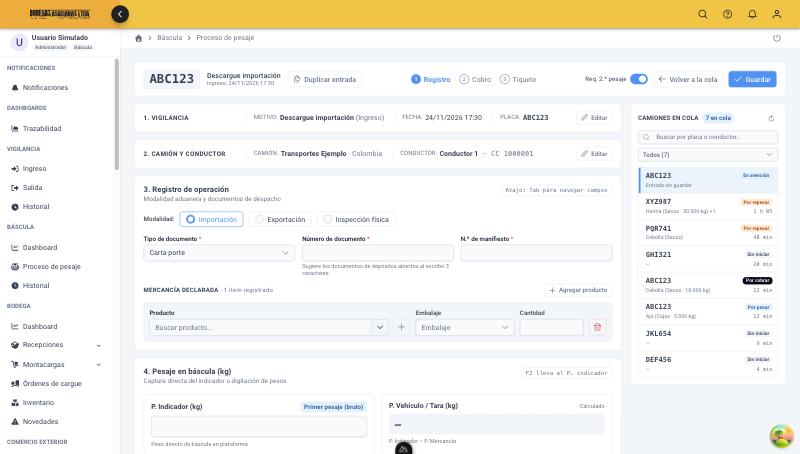 BODEGAS ASOCIADAS LTDA
U
Usuario Simulado
Administrador Báscula
NOTIFICACIONES
Notificaciones
DASHBOARDS
Trazabilidad
VIGILANCIA
Ingreso
Salida
Historial
BÁSCULA
Dashboard
Proceso de pesaje
Historial
BODEGA
Dashboard
Recepciones
Montacargas
Órdenes de cargue
Inventario
Novedades
COMERCIO EXTERIOR
Báscula
Proceso de pesaje
ABC123
Descargue importación
Ingreso: 24/11/2026 17:30
Duplicar entrada
1 Registro
2 Cobro
3 Tiquete
Req. 2.º pesaje
Volver a la cola
Guardar
1. VIGILANCIA
MOTIVO: Descargue importación (Ingreso)
FECHA: 24/11/2026 17:30
PLACA: ABC123
Editar
2. CAMIÓN Y CONDUCTOR
CAMIÓN: Transportes Ejemplo · Colombia
CONDUCTOR: Conductor 1 · CC 1000001
Editar
3. Registro de operación
Modalidad aduanera y documentos de despacho
Atajo: Tab para navegar campos
Modalidad:
Importación
Exportación
Inspección física
Tipo de documento *
Número de documento *
N.º de manifiesto *
Carta porte
Sugiere los documentos de depósitos abiertos al escribir 3
caracteres.
MERCANCÍA DECLARADA · 1 ítem registrado
Agregar producto
Producto
Embalaje
Cantidad
Buscar producto...
Embalaje
4. Pesaje en báscula (kg)
Captura directa del indicador o digitación de pesos
F2 lleva al P. indicador
P. Indicador (kg)
Primer pesaje (bruto)
Peso directo de báscula en plataforma
P. Vehículo / Tara (kg)
Calculado
—
P. Indicador − P. Mercancía
CAMIONES EN COLA
7 en cola
Buscar por placa o conductor...
Todos (7)
ABC123
En atención
Entrada sin guardar
XYZ987
Por repesar
Harina (Sacos · 30.000 kg) +1
1 h 05
PQR741
Por repesar
Cebolla (Sacos)
48 min
GHI321
Sin iniciar
—
20 min
ABC123
Por cobrar
Cebolla (Sacos · 18.000 kg)
12 min
ABC123
Por pesar
Ajo (Cajas · 5.000 kg)
12 min
JKL654
Sin iniciar
—
9 min
DEF456
Sin iniciar
—
4 min